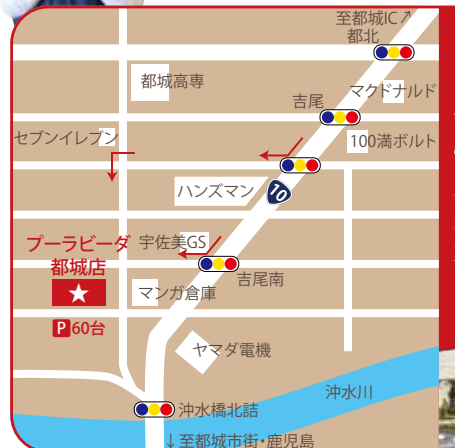 至都城IC↗
都北
都城高専
マクドナルド
吉尾
セブンイレブン
100満ボルト
ハンズマン
10
プーラビーダ
都城店
宇佐美GS
吉尾南
★
マンガ倉庫
P60台
ヤマダ電機
沖水川
沖水橋北詰
↓至都城市街・鹿児島